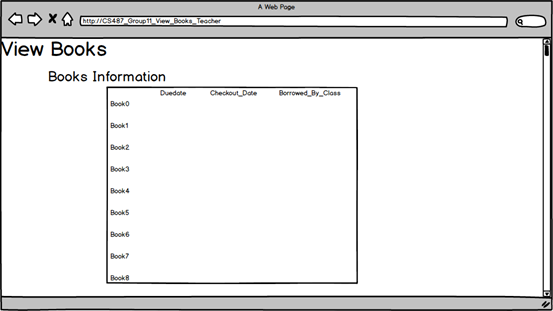 A Web Page
http://CS487_Group11_View_Books_Teacher
View Books
Books Information
Duedate Checkout_Date Borrowed_By_Class
Book0
Book1
Book2
Book3
Book4
Book5
Book6
Book7
Book8